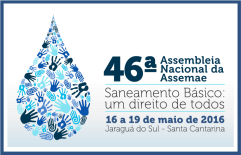 46ª Assembleia
Nacional da
Assemae
Saneamento Básico:
um direito de todos
16 a 19 de maio de 2016
Jaraguá do Sul - Santa Catarina